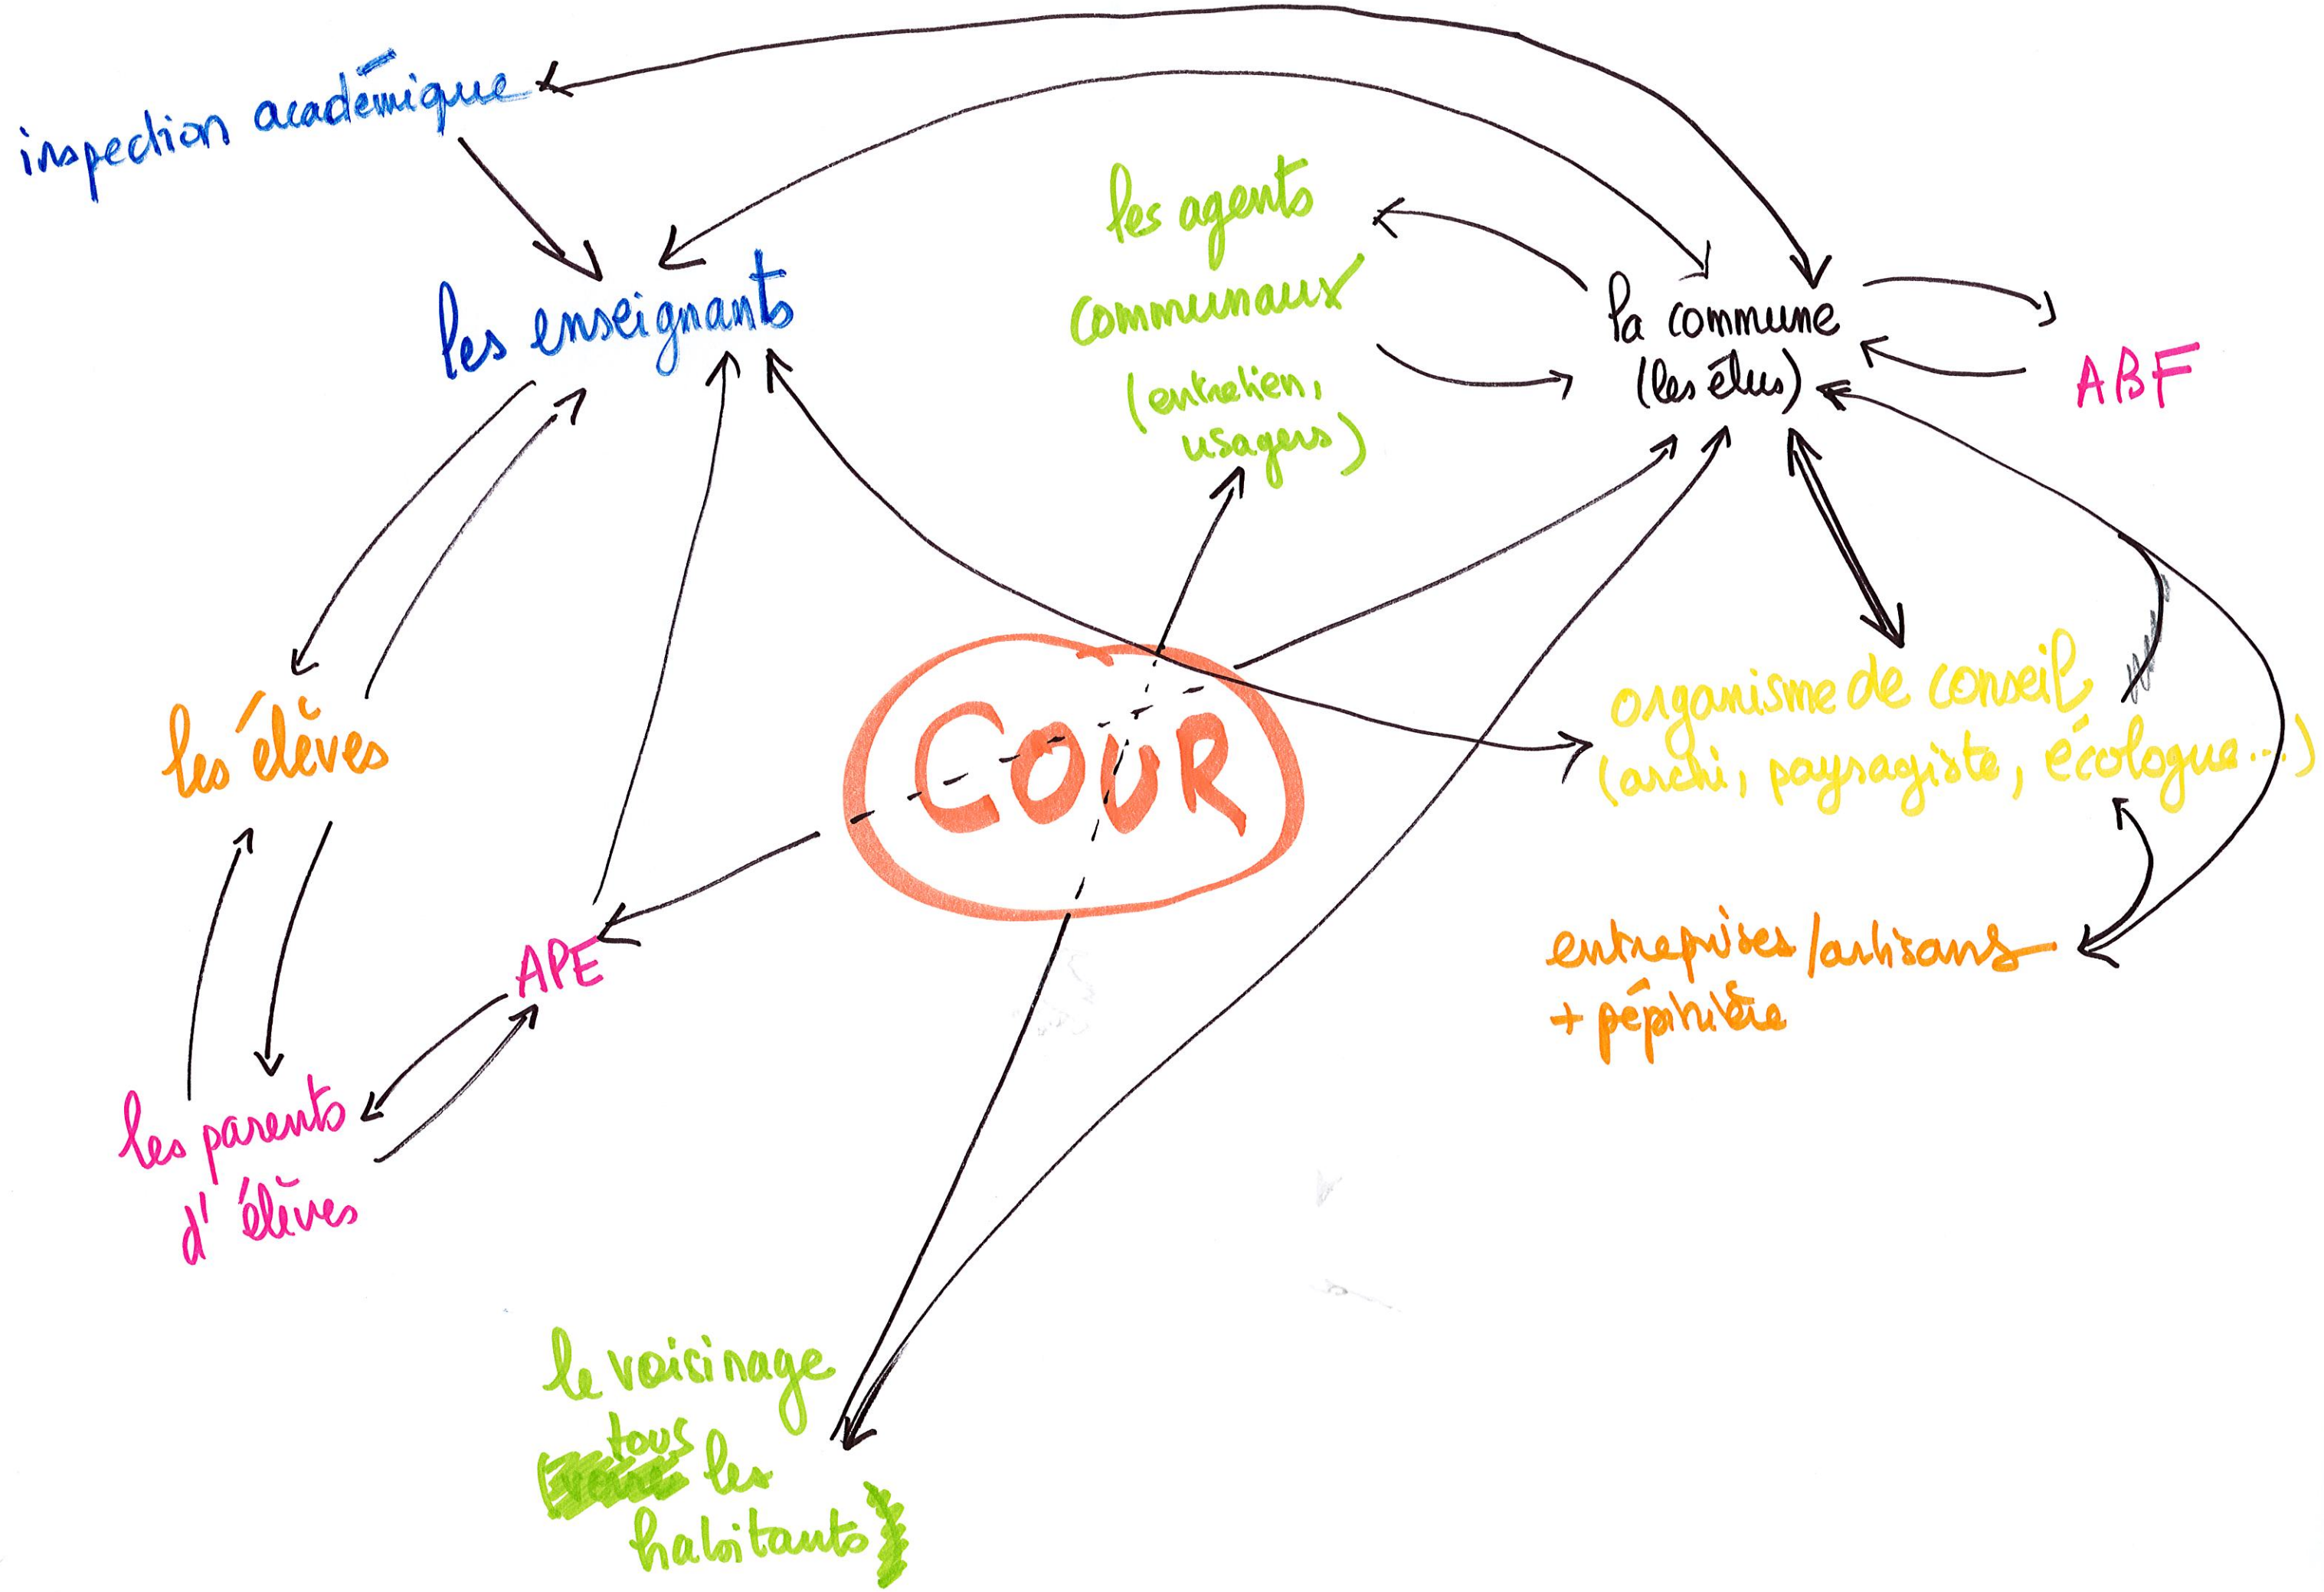 inspection académique
les enseignants
les agents
communaux
(entretien,
usagers)
la commune
(les élus)
ABF
les élèves
COUR
organisme de conseil
(archi, paysagiste, écologue...)
APE
entreprises/artisans
+ pépinière
les parents
d'élèves
le voisinage
tous
les
habitants